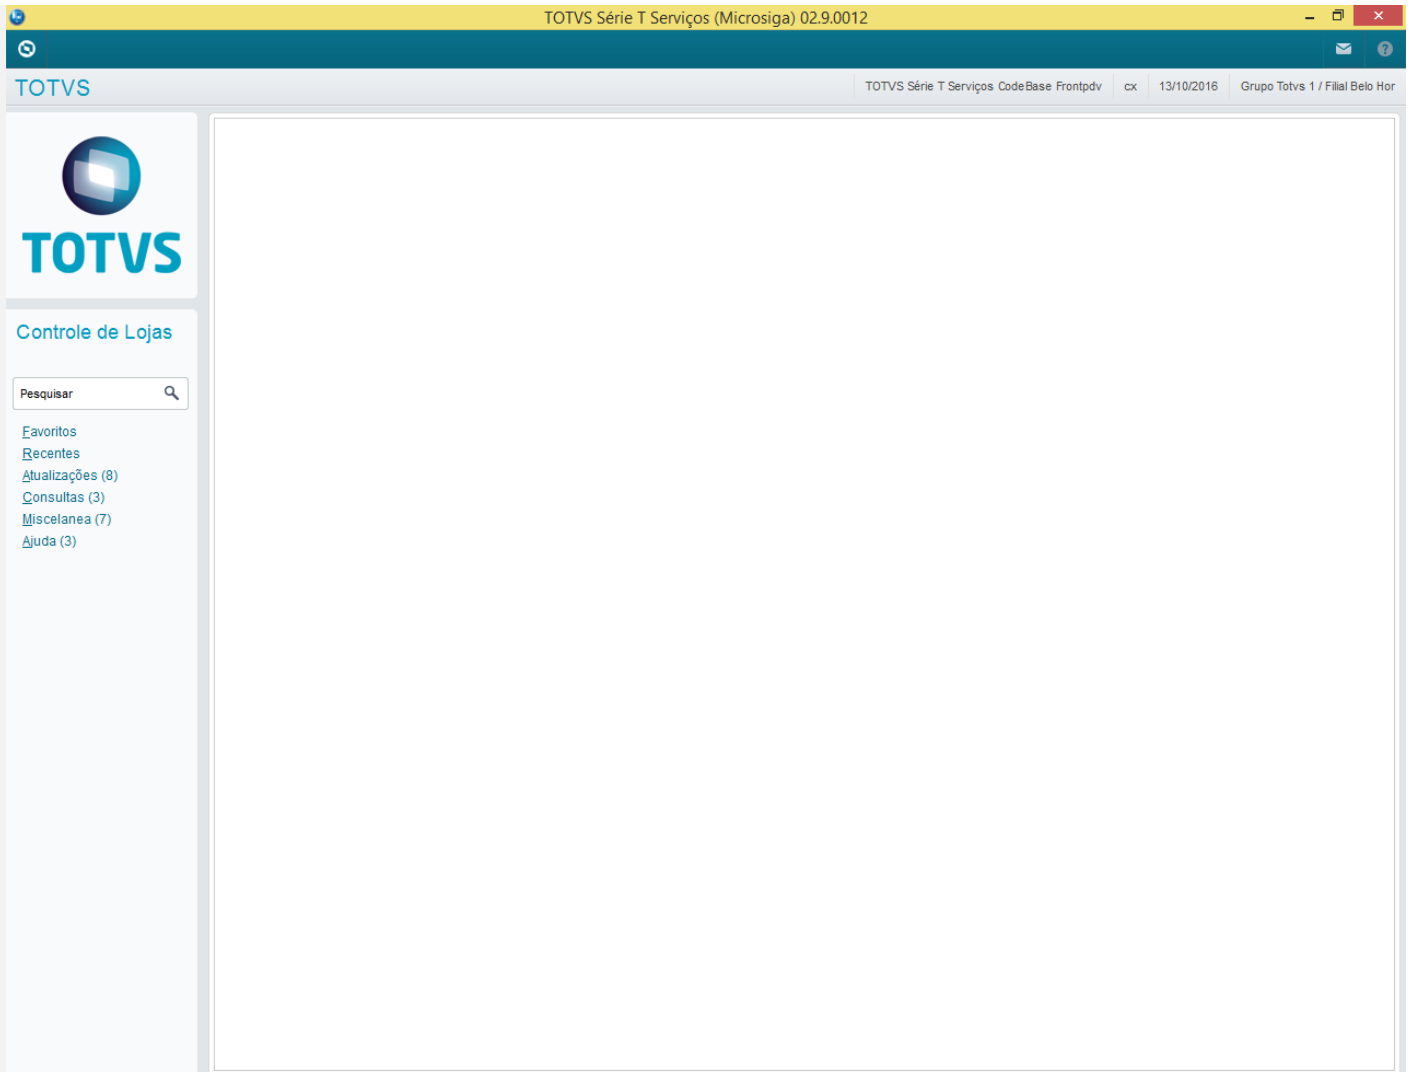 TOTVS Série T Serviços (Microsiga) 02.9.0012
TOTVS
TOTVS Série T Serviços CodeBase Frontpdv cx 13/10/2016 Grupo Totvs 1 / Filial Belo Hor
TOTVS
Controle de Lojas
Pesquisar
Favoritos
Recentes
Atualizações (8)
Consultas (3)
Miscelanea (7)
Ajuda (3)